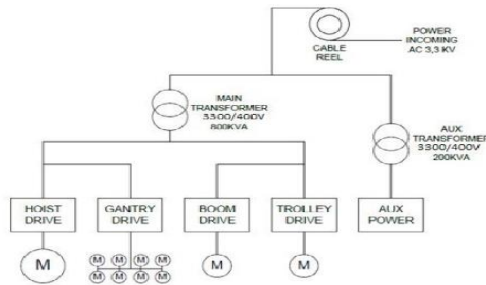 CABLE
REEL
POWER
INCOMING
AC 3,3 KV
MAIN
TRANSFORMER
3300/400V
800KVA
AUX
TRANSFORMER
3300/400V
200KVA
HOIST
DRIVE
GANTRY
DRIVE
BOOM
DRIVE
TROLLEY
DRIVE
AUX
POWER
M
M M M M
M M M M
M
M